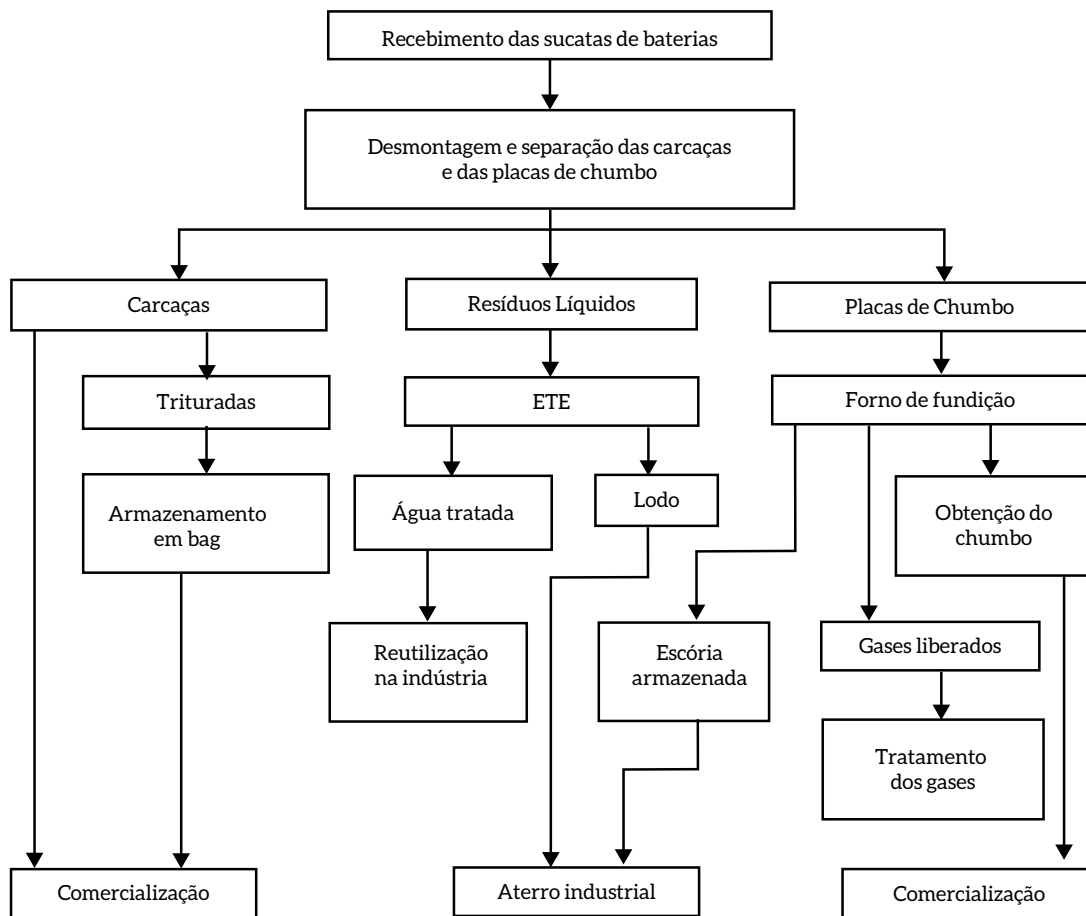 Recebimento das sucatas de baterias
Desmontagem e separação das carcaças
e das placas de chumbo
Carcaças
Resíduos Líquidos
Placas de Chumbo
Trituradas
ETE
Forno de fundição
Armazenamento
em bag
Água tratada
Lodo
Obtenção do
chumbo
Reutilização
na indústria
Escória
armazenada
Gases liberados
Tratamento
dos gases
Comercialização
Aterro industrial
Comercialização